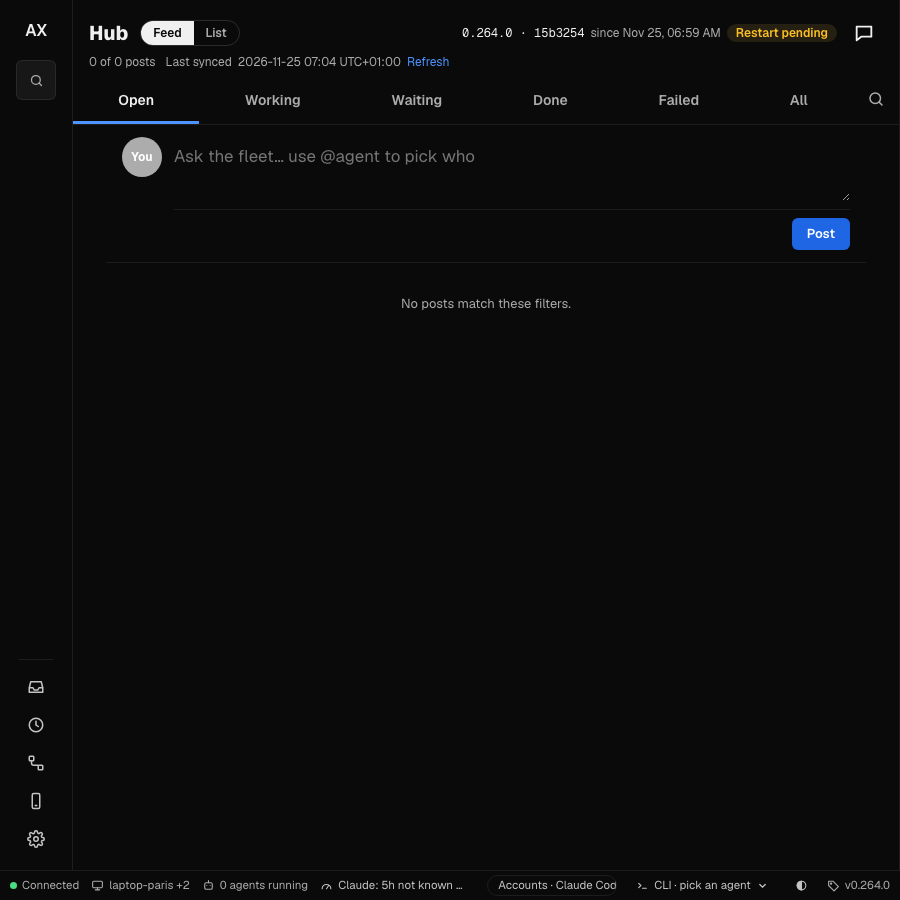 AX
Hub Feed List 0.264.0 · 15b3254 since Nov 25, 06:59 AM Restart pending
0 of 0 posts Last synced 2026-11-25 07:04 UTC+01:00 Refresh
Open Working Waiting Done Failed All
You Ask the fleet… use @agent to pick who
Post
No posts match these filters.
Connected laptop-paris +2 0 agents running Claude: 5h not known … Accounts · Claude Cod CLI · pick an agent v0.264.0